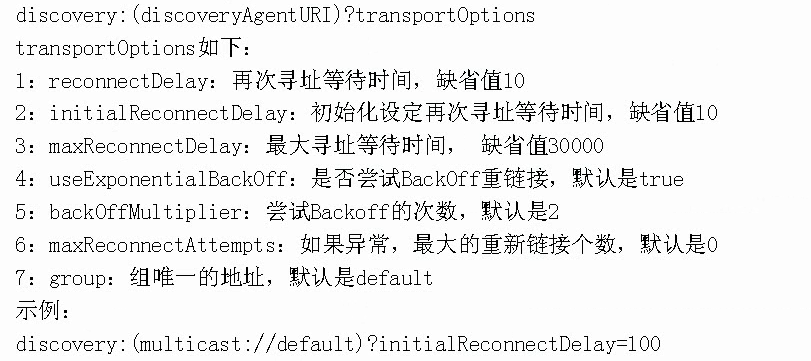 discovery:(discoveryAgentURI)?transportOptions
transportOptions如下：
1：reconnectDelay：再次寻址等待时间，缺省值10
2：initialReconnectDelay：初始化设定再次寻址等待时间，缺省值10
3：maxReconnectDelay：最大寻址等待时间， 缺省值30000
4：useExponentialBackOff：是否尝试BackOff重链接，默认是true
5：backOffMultiplier：尝试Backoff的次数，默认是2
6：maxReconnectAttempts：如果异常，最大的重新链接个数，默认是0
7：group：组唯一的地址，默认是default
示例：
discovery:(multicast://default)?initialReconnectDelay=100